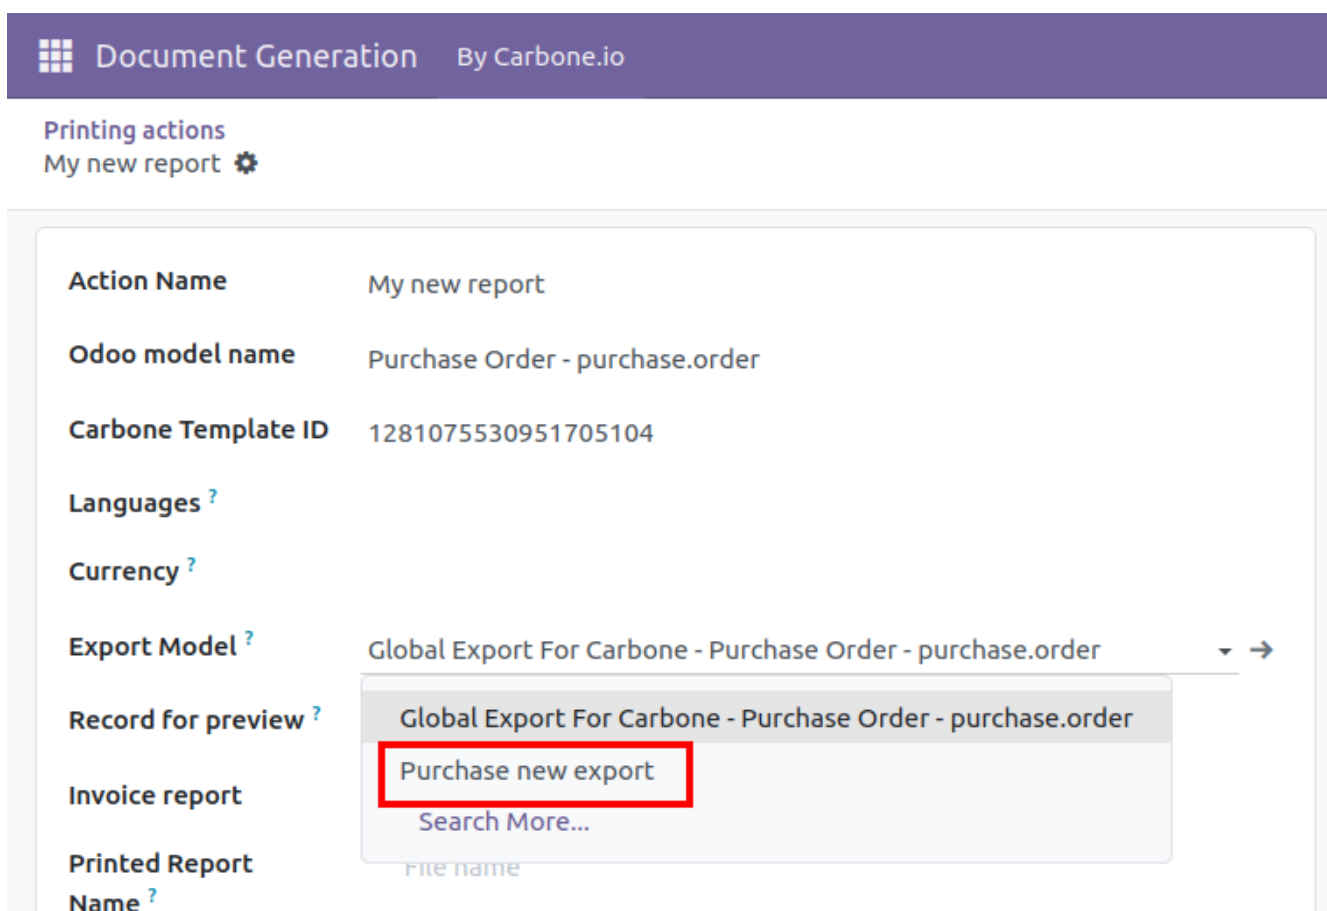 Document Generation By Carbone.io
Printing actions
My new report
Action Name My new report
Odoo model name Purchase Order - purchase.order
Carbone Template ID 1281075530951705104
Languages ?
Currency ?
Export Model ? Global Export For Carbone - Purchase Order - purchase.order
Record for preview ? Global Export For Carbone - Purchase Order - purchase.order
Purchase new export
Invoice report
Search More...
Printed Report File name
Name ?